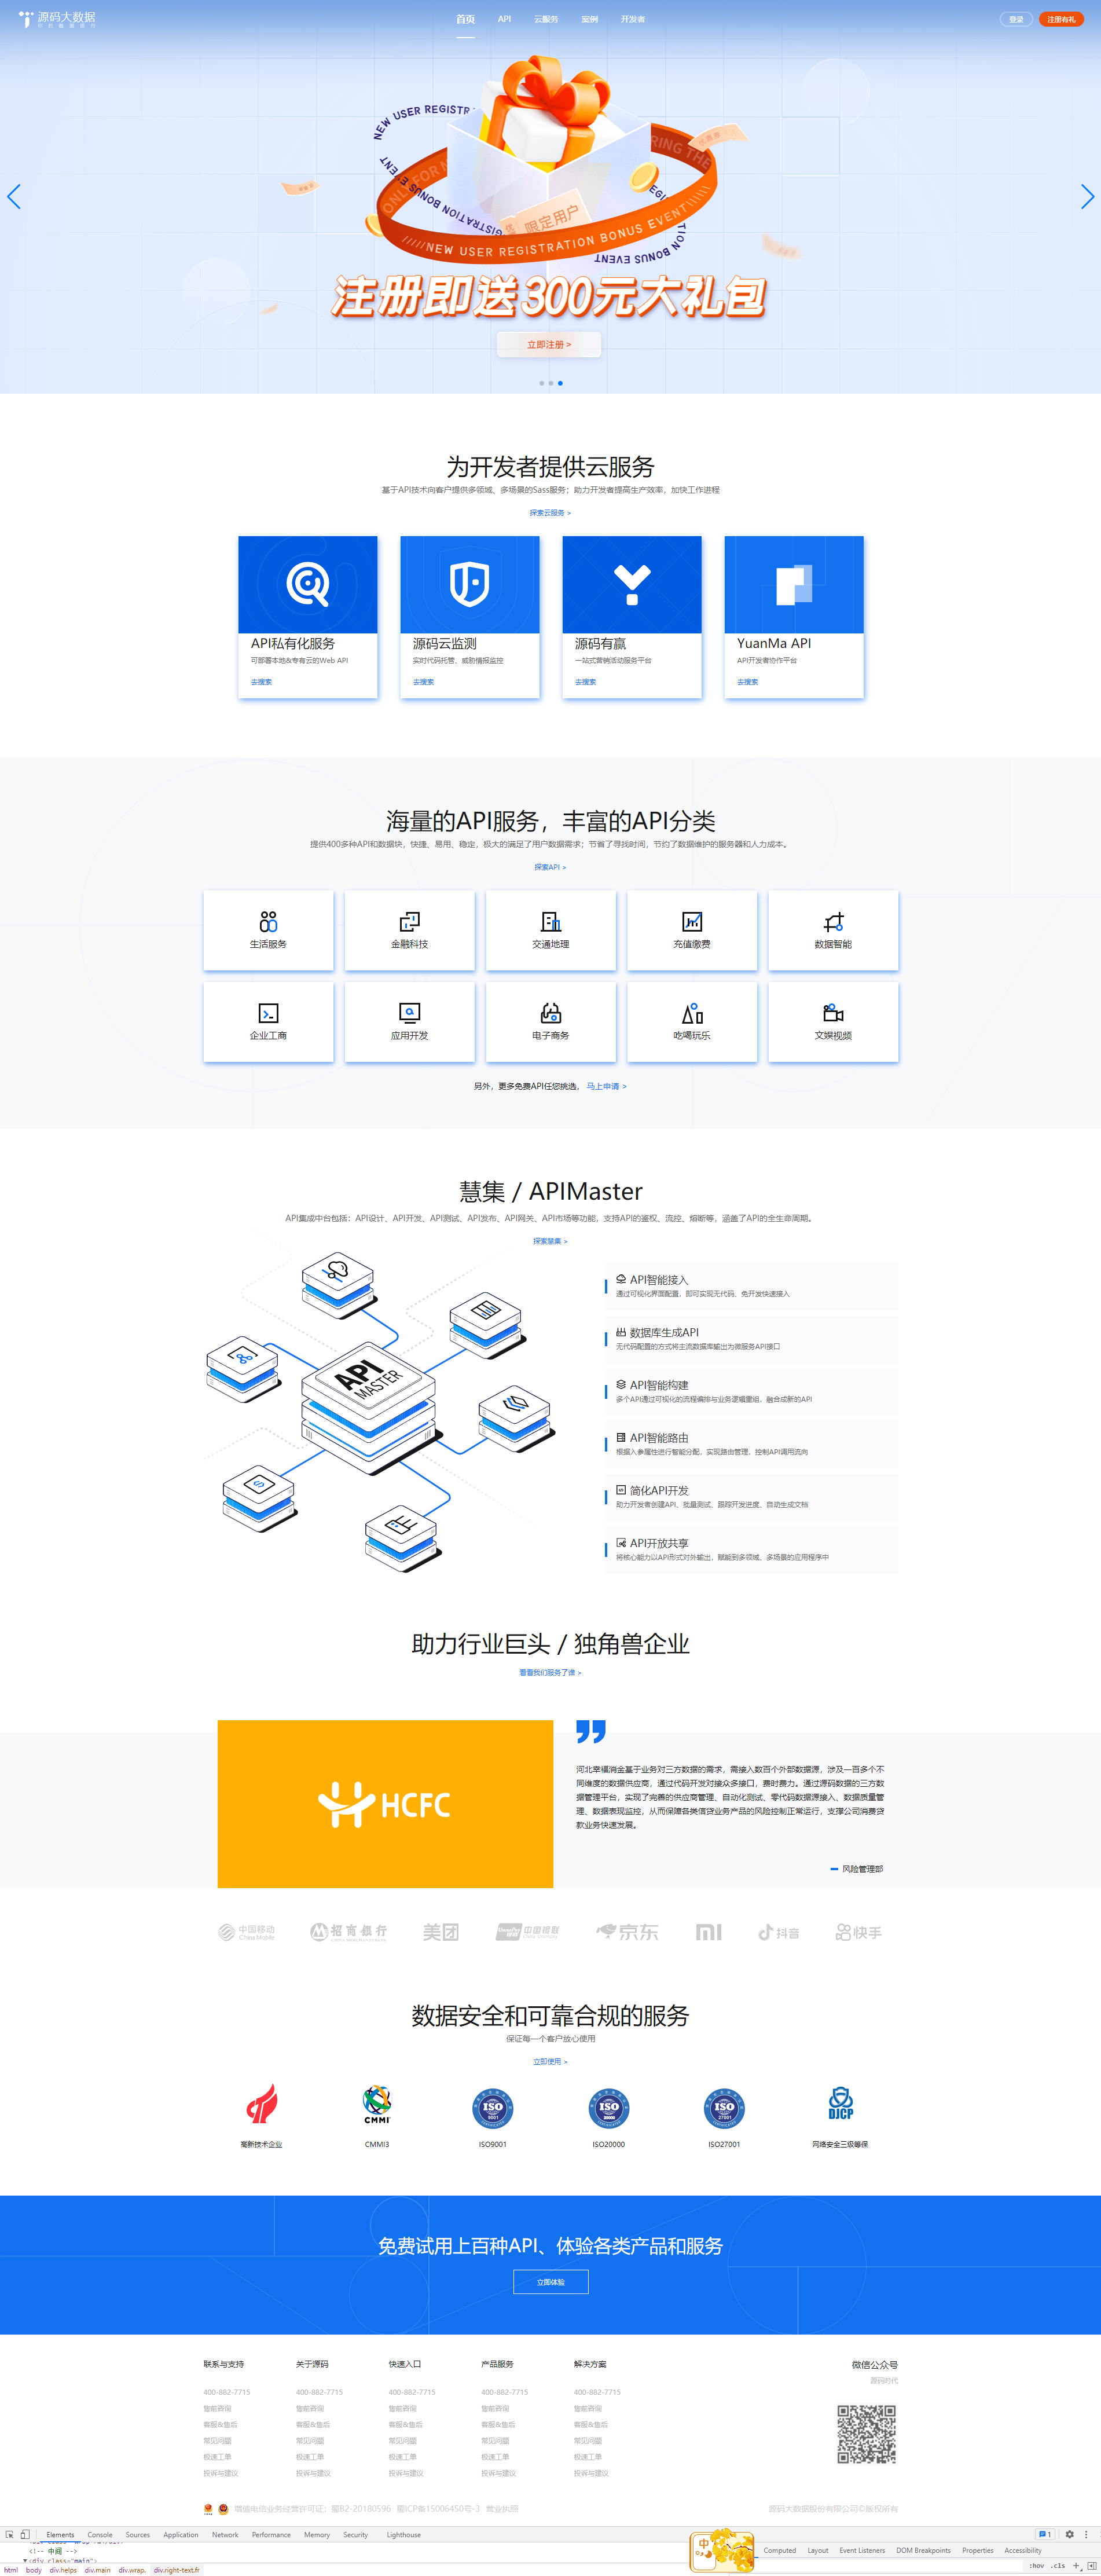 源码大数据
首页
API
云服务
案例
开发者
登录
注册有礼
NEW USER REGISTR
限定用户
/////NEW USER REGISTRATION BONUS EVENT/////
BONUS EVENT
注册即送300元大礼包
立即注册 >
为开发者提供云服务
基于API技术向客户提供多领域、多场景的Sass服务；助力开发者提高生产效率，加快工作进程
探索云服务 >
API私有化服务
可部署本地&专有云的Web API
去搜索
源码云监测
实时代码托管、威胁情报监控
去搜索
源码有赢
一站式营销活动服务平台
去搜索
YuanMa API
API开发者协作平台
去搜索
海量的API服务，丰富的API分类
提供400多种API和数据块，快捷、易用、稳定，极大的满足了用户数据需求；节省了寻找时间，节约了数据维护的服务器和人力成本。
探索API >
生活服务
金融科技
交通地理
充值缴费
数据智能
企业工商
应用开发
电子商务
吃喝玩乐
文娱视频
另外，更多免费API任您挑选， 马上申请 >
慧集 / APIMaster
API集成中台包括：API设计、API开发、API测试、API发布、API网关、API市场等功能，支持API的鉴权、流控、熔断等，涵盖了API的全生命周期。
探索慧集 >
API
MASTER
API智能接入
通过可视化界面配置，即可实现无代码、免开发快速接入
数据库生成API
无代码配置的方式将主流数据库输出为微服务API接口
API智能构建
多个API通过可视化的流程编排与业务逻辑重组，融合成新的API
API智能路由
根据入参属性进行智能分配，实现路由管理，控制API调用流向
简化API开发
助力开发者创建API、批量测试、跟踪开发进度、自动生成文档
API开放共享
将核心能力以API形式对外输出，赋能到多领域、多场景的应用程序中
助力行业巨头 / 独角兽企业
看看我们服务了谁 >
HCFC
河北幸福消金基于业务对三方数据的需求，需接入数百个外部数据源，涉及一百多个不
同维度的数据供应商，通过代码开发对接众多接口，费时费力。通过源码数据的三方数
据管理平台，实现了完善的供应商管理、自动化测试、零代码数据源接入、数据质量管
理、数据表现监控，从而保障各类信贷业务产品的风险控制正常运行，支撑公司消费贷
款业务快速发展。
风险管理部
中国移动
China Mobile
招商银行
美团
UnionPay
银联
中国银联
京东
mi
抖音
快手
数据安全和可靠合规的服务
保证每一个客户放心使用
立即使用 >
CMMI
ISO
9001
ISO
20000
ISO
27001
DJCP
高新技术企业
CMMI3
ISO9001
ISO20000
ISO27001
网络安全三级等保
免费试用上百种API、体验各类产品和服务
立即体验
联系与支持
400-882-7715
售前咨询
客服&售后
常见问题
极速工单
投诉与建议
关于源码
400-882-7715
售前咨询
客服&售后
常见问题
极速工单
投诉与建议
快速入口
400-882-7715
售前咨询
客服&售后
常见问题
极速工单
投诉与建议
产品服务
400-882-7715
售前咨询
客服&售后
常见问题
极速工单
投诉与建议
解决方案
400-882-7715
售前咨询
客服&售后
常见问题
极速工单
投诉与建议
微信公众号
源码时代
增值电信业务经营许可证：蜀B2-20180596 蜀ICP备15006450号-3 营业执照
源码大数据股份有限公司©版权所有
Elements
Console
Sources
Application
Network
Performance
Memory
Security
Lighthouse
1
<!-- 中间 -->
<div class="main">
中
Computed
Layout
Event Listeners
DOM Breakpoints
Properties
Accessibility
html
body
div.helps
div.main
div.wrap.
div.right-text.fr
:hov
.cls